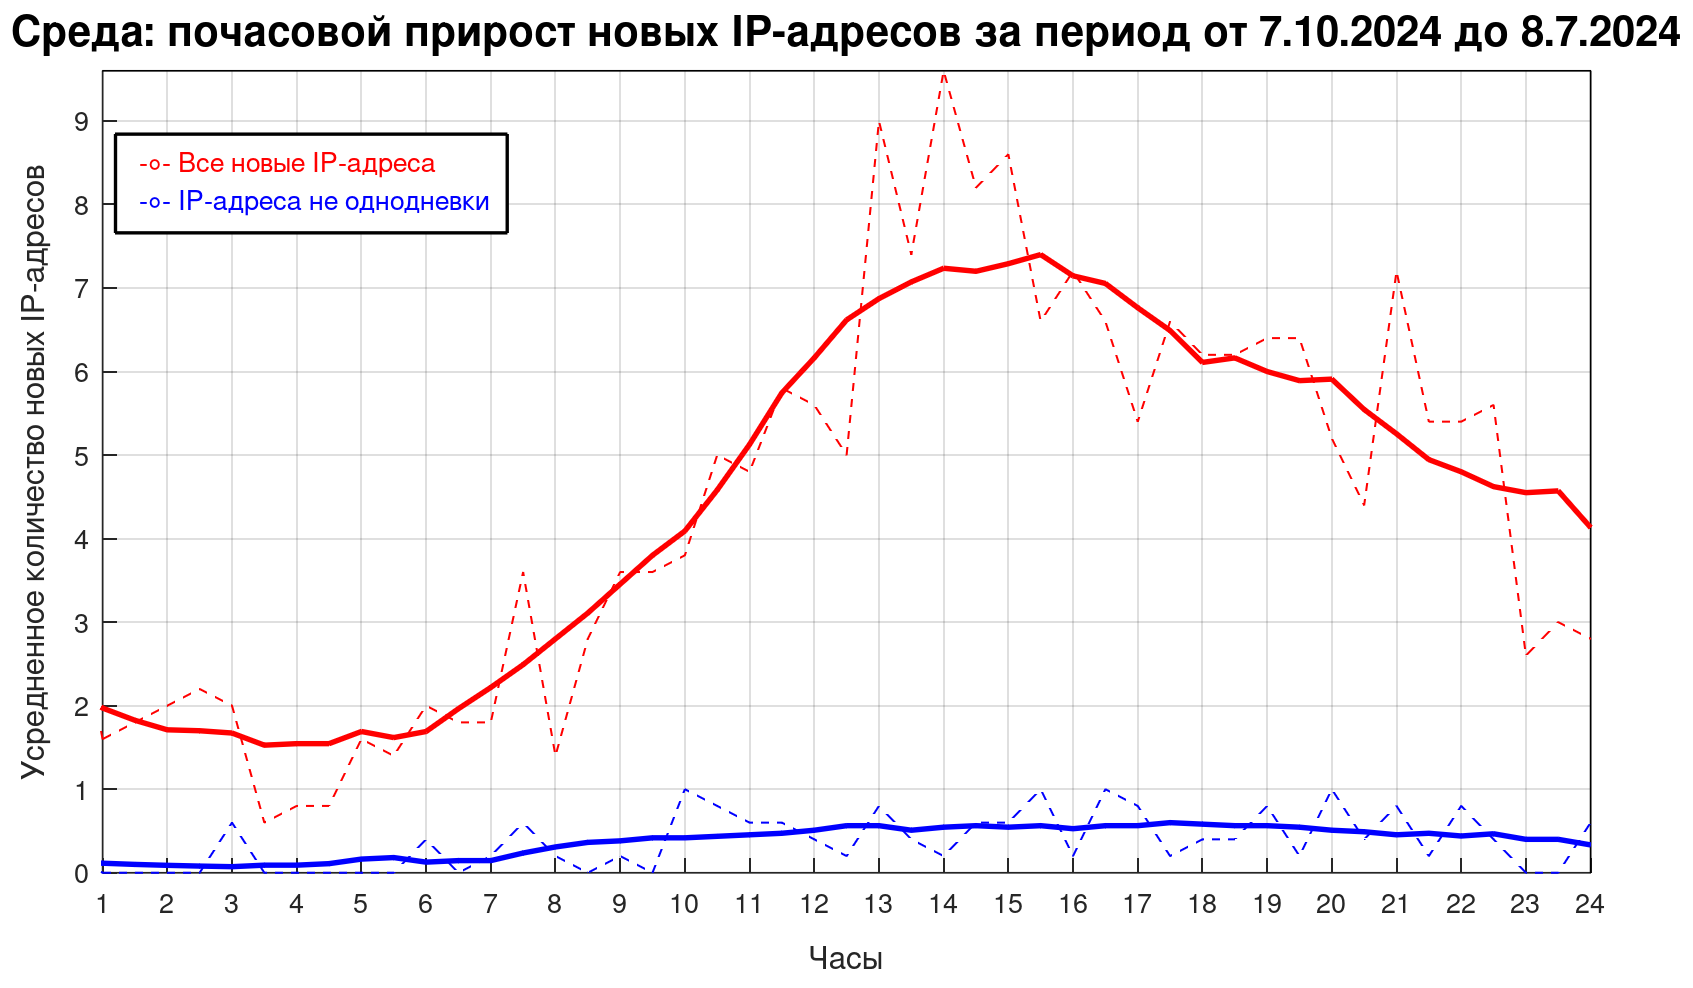 Среда: почасовой прирост новых IP-адресов за период от 7.10.2024 до 8.7.2024
Усредненное количество новых IP-адресов
9
8
7
6
5
4
3
2
1
0
-o- Все новые IP-адреса
-o- IP-адреса не однодневки
1 2 3 4 5 6 7 8 9 10 11 12 13 14 15 16 17 18 19 20 21 22 23 24
Часы